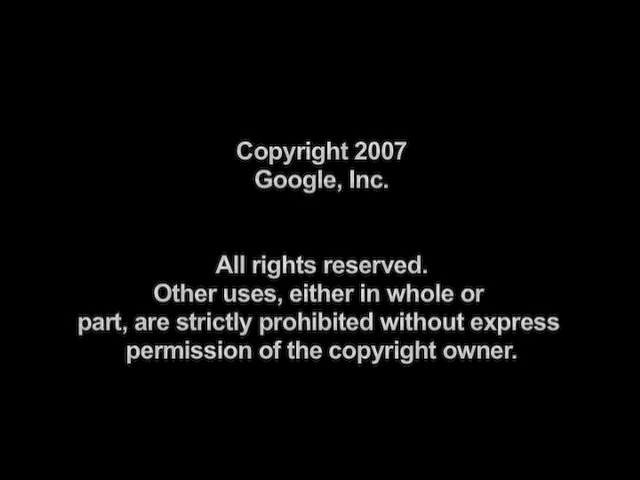 Copyright 2007
Google, Inc.
All rights reserved.
Other uses, either in whole or
part, are strictly prohibited without express
permission of the copyright owner.